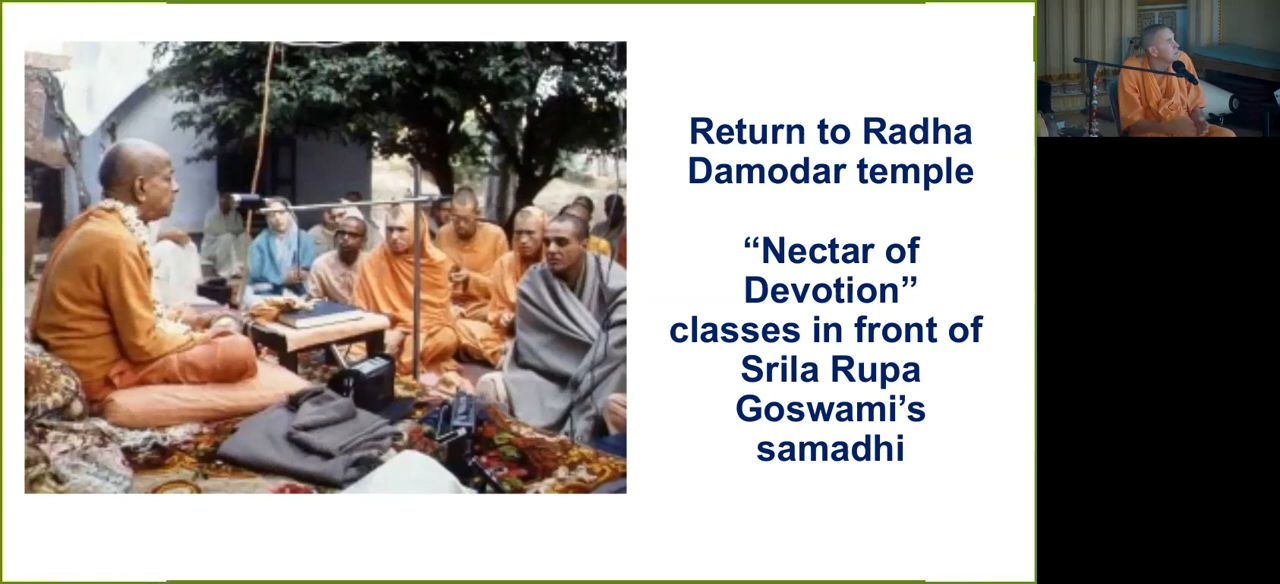 Return to Radha
Damodar temple
“Nectar of
Devotion”
classes in front of
Srila Rupa
Goswami’s
samadhi